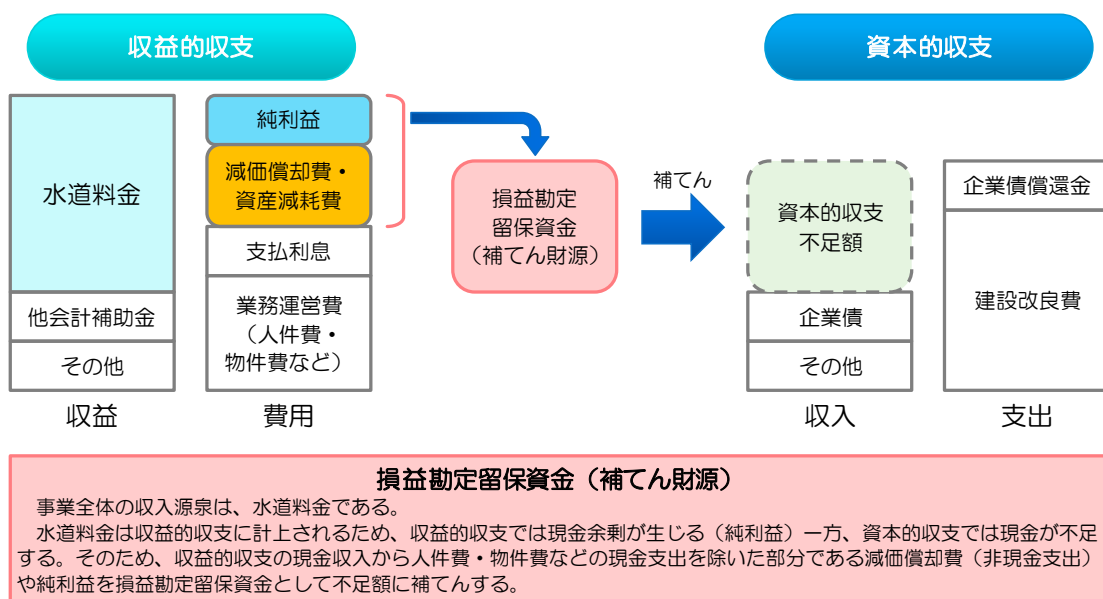 収益的収支
資本的収支
水道料金
他会計補助金
その他
収益
純利益
減価償却費・
資産減耗費
支払利息
業務運営費
（人件費・
物件費など）
費用
損益勘定
留保資金
（補てん財源）
補てん
資本的収支
不足額
企業債
その他
収入
企業債償還金
建設改良費
支出
損益勘定留保資金（補てん財源）
事業全体の収入源泉は、水道料金である。
水道料金は収益的収支に計上されるため、収益的収支では現金余剰が生じる（純利益）一方、資本的収支では現金が不足
する。そのため、収益的収支の現金収入から人件費・物件費などの現金支出を除いた部分である減価償却費（非現金支出）
や純利益を損益勘定留保資金として不足額に補てんする。